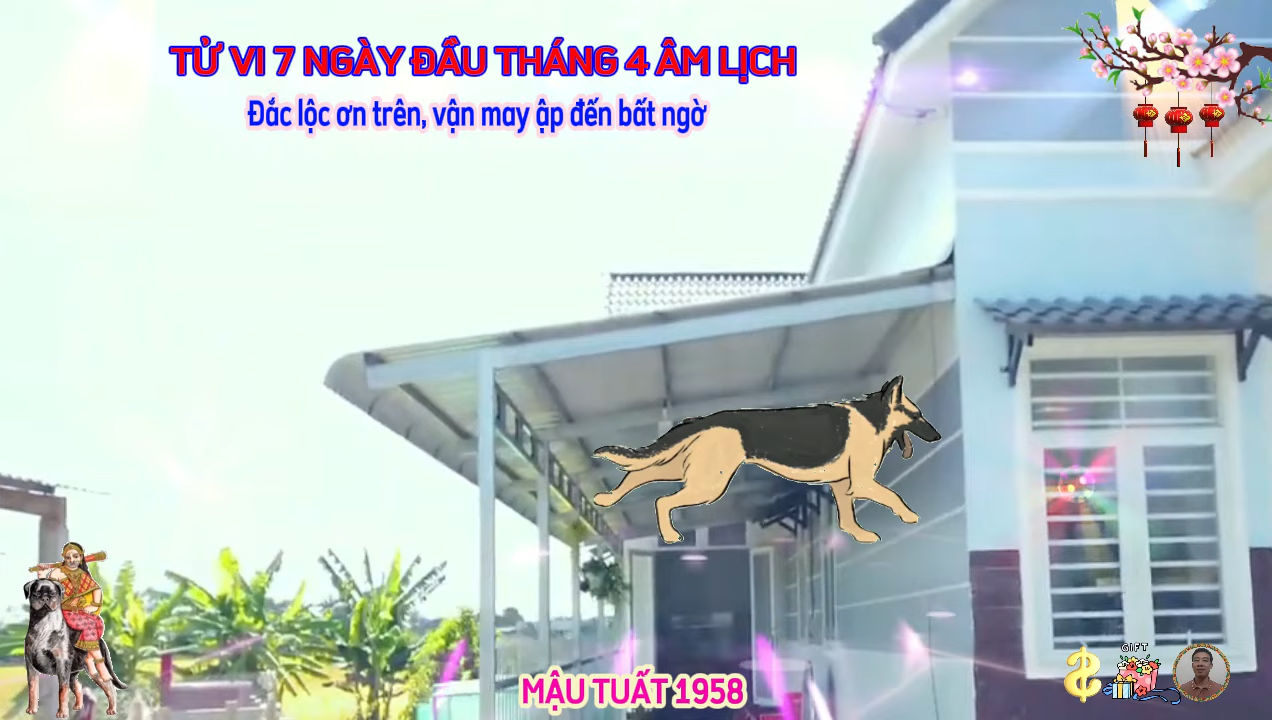 TỬ VI 7 NGÀY ĐẦU THÁNG 4 ÂM LỊCH
Đắc lộc ơn trên, vận may ập đến bất ngờ
GIFT
MẬU TUẤT 1958